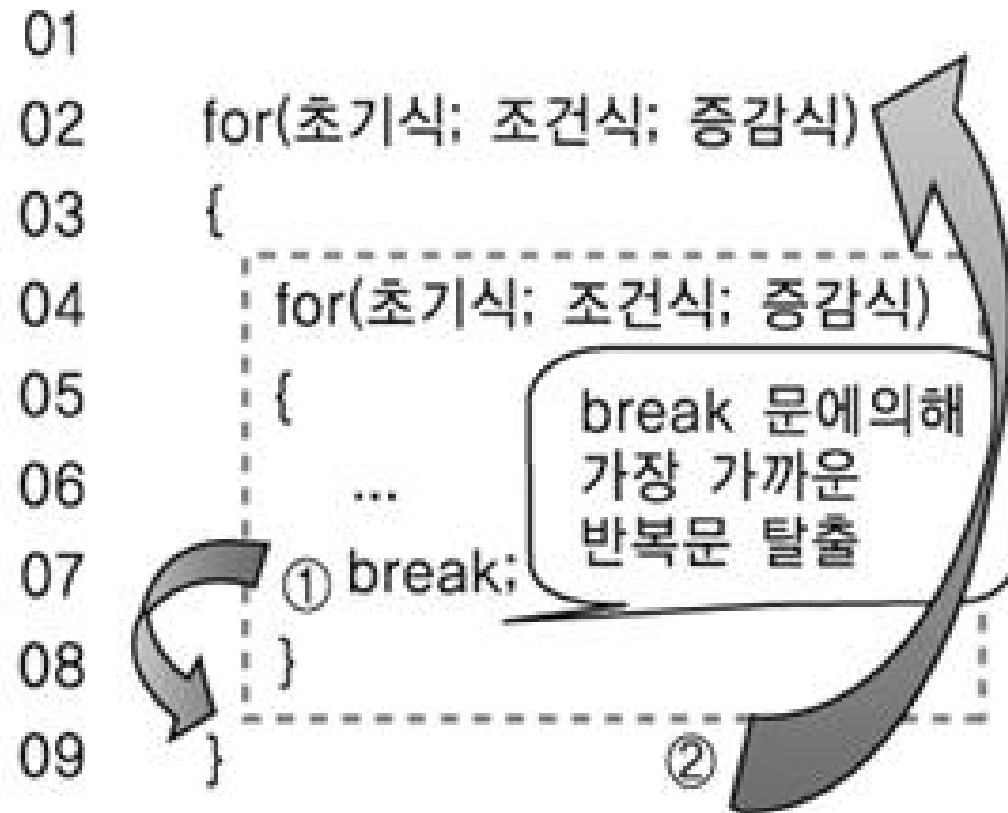 01
02 for(초기식; 조건식; 증감식)
03 {
04 for(초기식; 조건식; 증감식)
05 {
06 ...
07 ① break;
08 }
09 }
break 문에의해
가장 가까운
반복문 탈출
②